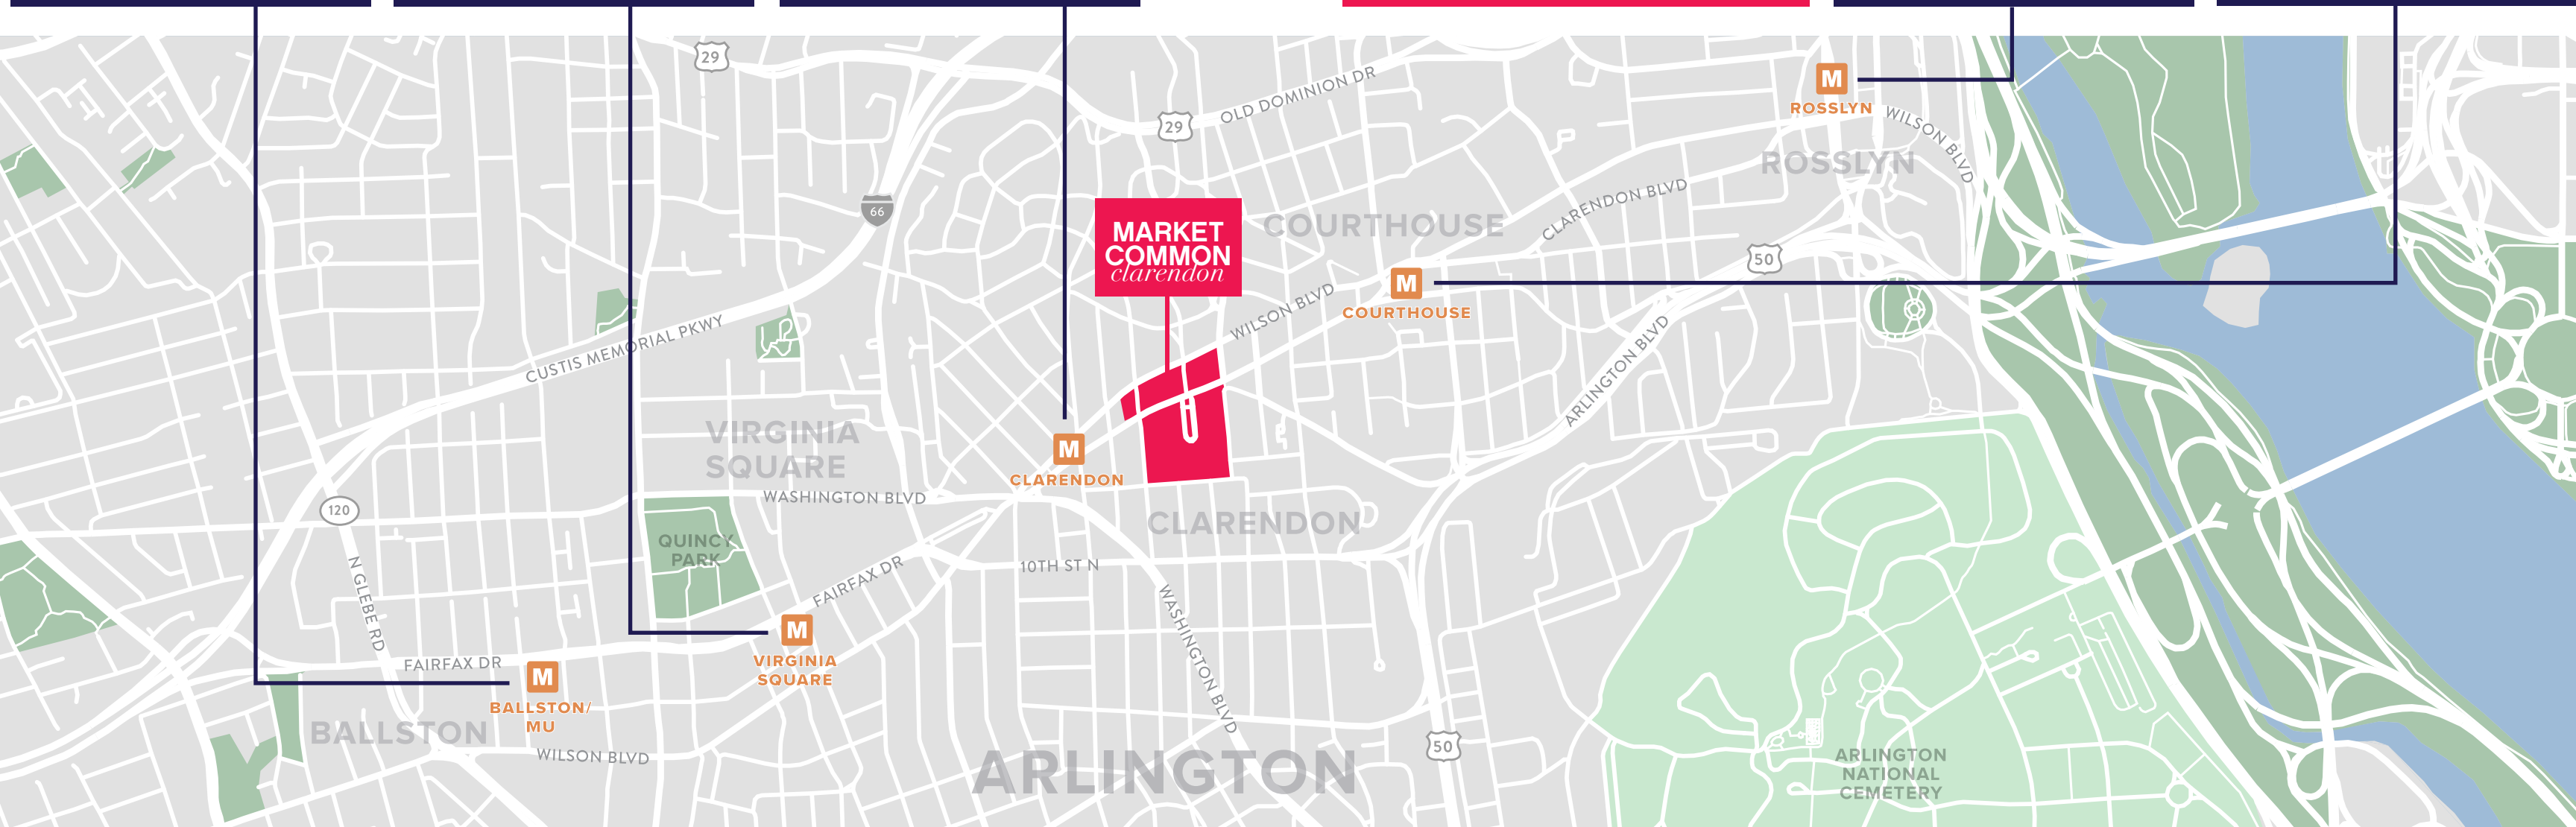 29
29
OLD DOMINION DR
M
ROSSLYN
WILSON BLVD
ROSSLYN
66
MARKET
COMMON
clarendon
COURTHOUSE
CLARENDON BLVD
50
M
COURTHOUSE
WILSON BLVD
CUSTIS MEMORIAL PKWY
ARLINGTON BLVD
VIRGINIA
SQUARE
M
CLARENDON
WASHINGTON BLVD
120
CLARENDON
QUINCY
PARK
N GLEBE RD
FAIRFAX DR
10TH ST N
WASHINGTON BLVD
M
VIRGINIA
SQUARE
FAIRFAX DR
M
BALLSTON/
MU
BALLSTON
WILSON BLVD
ARLINGTON
50
ARLINGTON
NATIONAL
CEMETERY